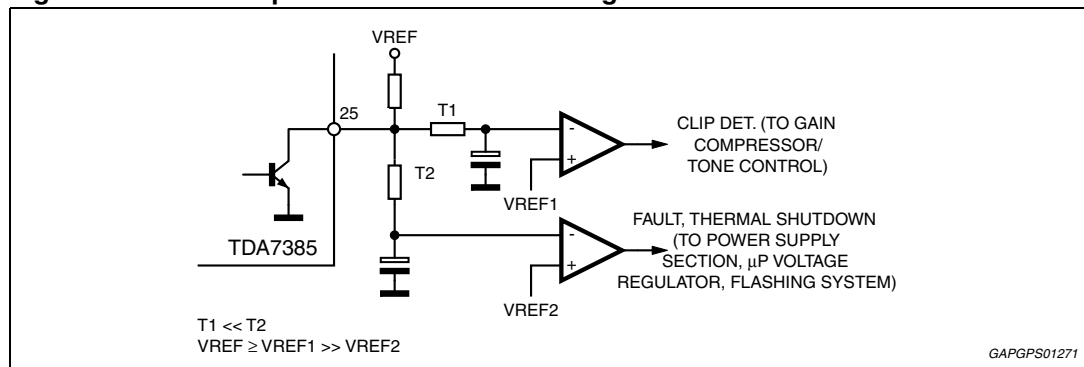 VREF
25
T1
T2
-
+
VREF1
CLIP DET. (TO GAIN
COMPRESSOR/
TONE CONTROL)
TDA7385
-
+
VREF2
FAULT, THERMAL SHUTDOWN
(TO POWER SUPPLY
SECTION, μP VOLTAGE
REGULATOR, FLASHING SYSTEM)
T1 << T2
VREF ≥ VREF1 >> VREF2
GAPGPS01271